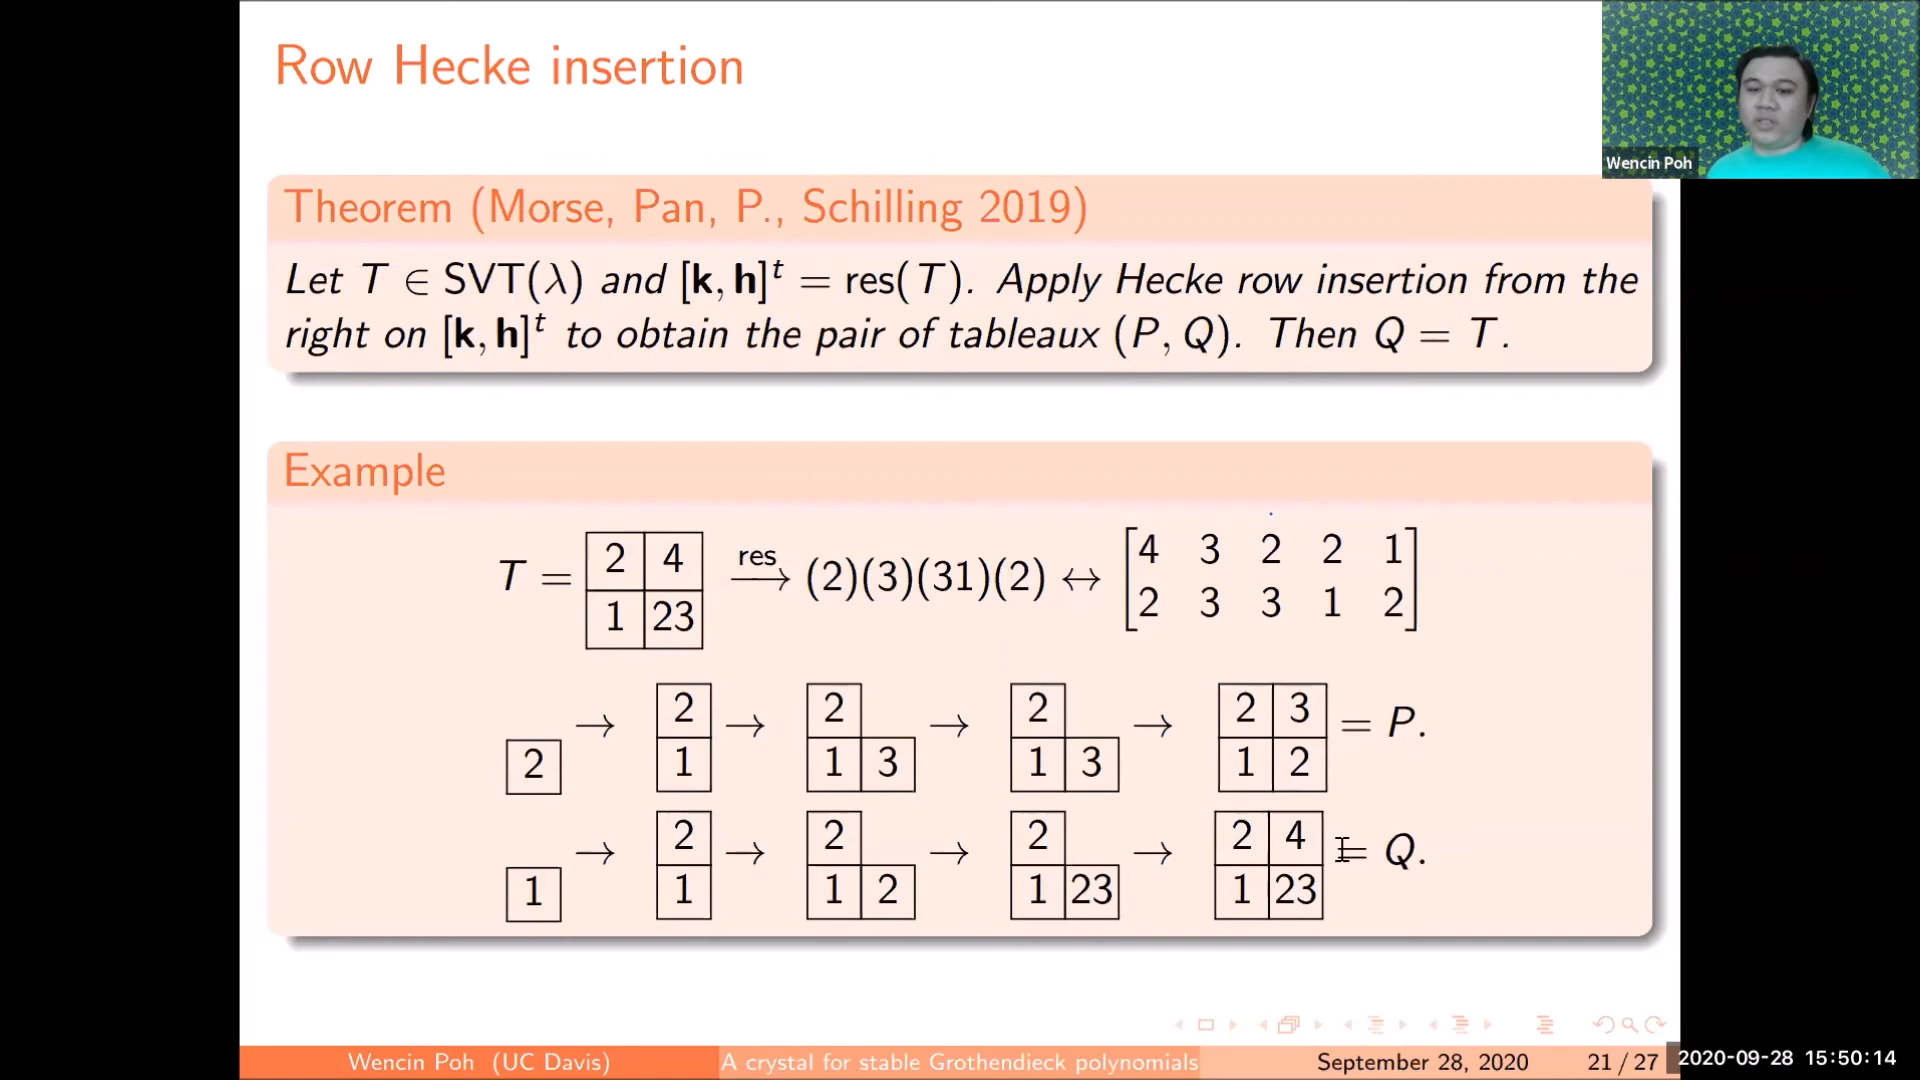 Row Hecke insertion
Wencin Poh
Theorem (Morse, Pan, P., Schilling 2019)
Let T ∈ SVT(λ) and [k, h]ᵗ = res(T). Apply Hecke row insertion from the
right on [k, h]ᵗ to obtain the pair of tableaux (P, Q). Then Q = T.
Example
T = 2 4 res → (2)(3)(31)(2) ↔ [4 3 2 2 1]
1 23 [2 3 3 1 2]
→ 2 → 2 → 2 → 2 3 = P.
2 1 1 3 1 3 1 2
→ 2 → 2 → 2 → 2 4 = Q.
1 1 1 2 1 23 1 23
Wencin Poh (UC Davis) A crystal for stable Grothendieck polynomials September 28, 2020 21 / 27
2020-09-28 15:50:14